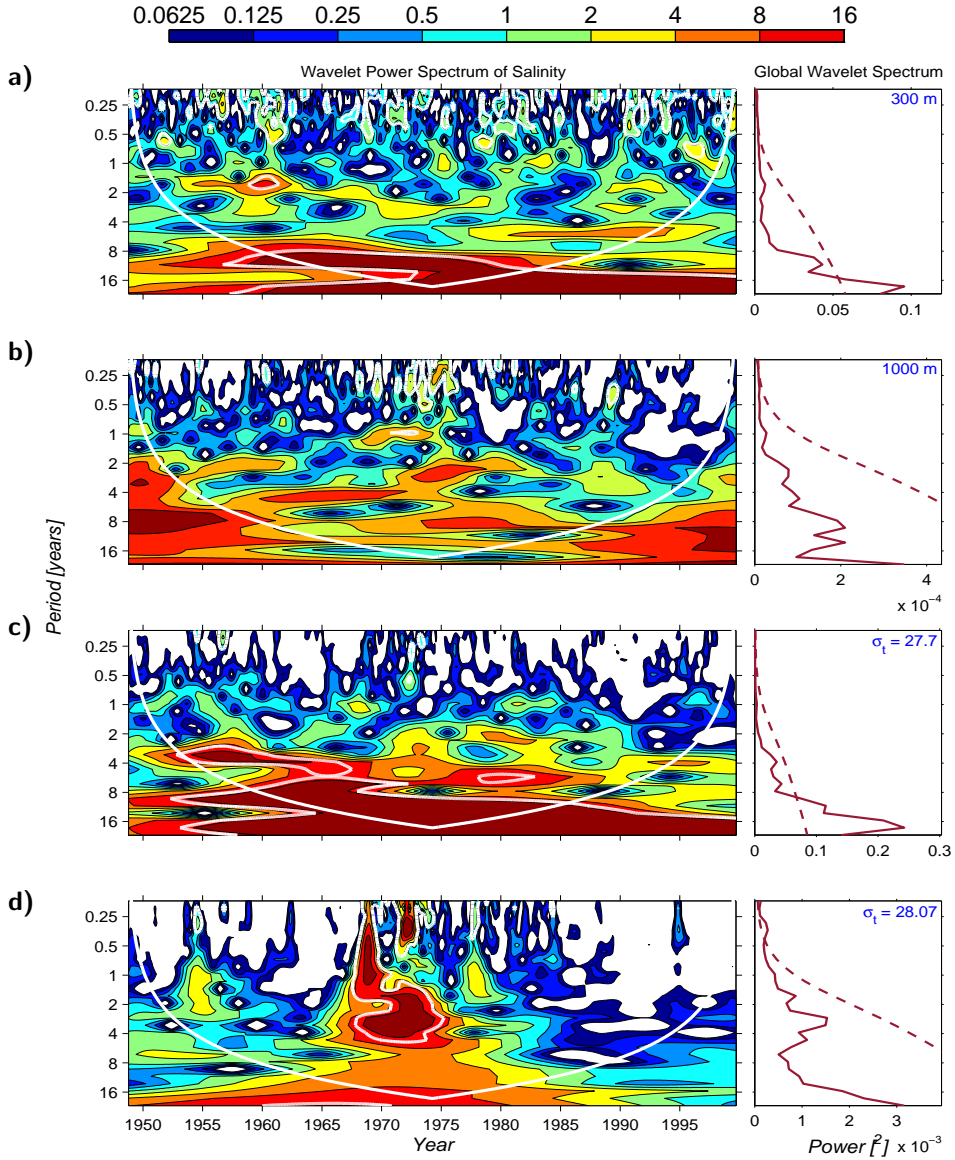 0.0625 0.125 0.25 0.5 1 2 4 8 16
a)
Wavelet Power Spectrum of Salinity
Global Wavelet Spectrum
0.25
0.5
1
2
4
8
16
300 m
0 0.05 0.1
b)
0.25
0.5
1
2
4
8
16
1000 m
0 2 4
x 10⁻⁴
Period [years]
c)
0.25
0.5
1
2
4
8
16
σt = 27.7
0 0.1 0.2 0.3
d)
0.25
0.5
1
2
4
8
16
1950 1955 1960 1965 1970 1975 1980 1985 1990 1995
Year
σt = 28.07
0 1 2 3
Power [²] x 10⁻³